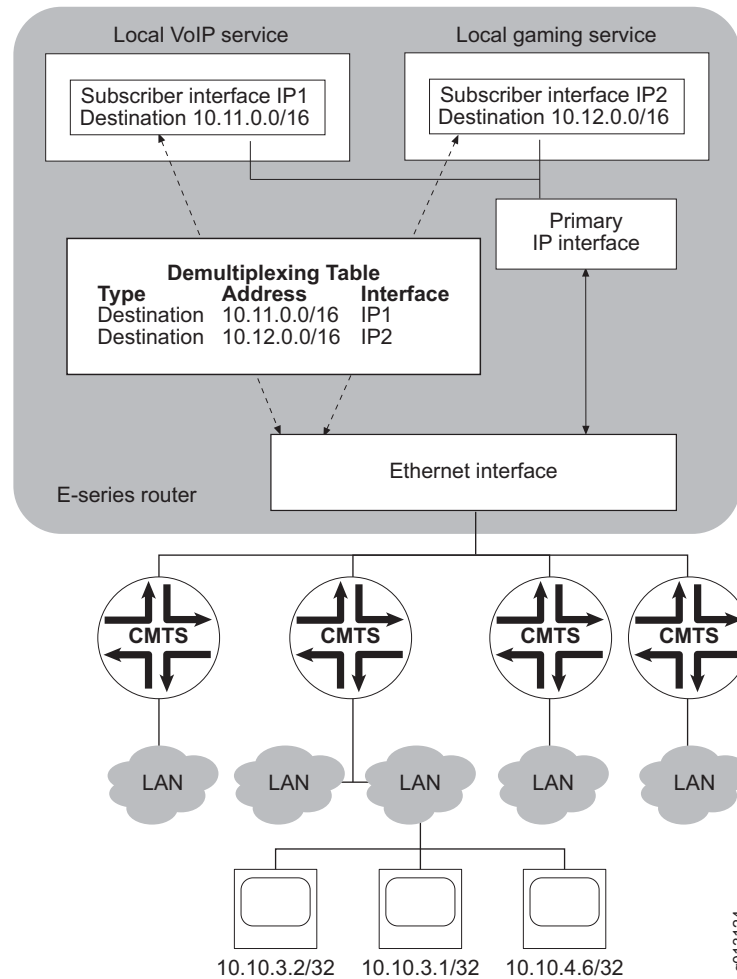 Local VoIP service
Local gaming service
Subscriber interface IP1
Destination 10.11.0.0/16
Subscriber interface IP2
Destination 10.12.0.0/16
Primary
IP interface
Demultiplexing Table
Type Address Interface
Destination 10.11.0.0/16 IP1
Destination 10.12.0.0/16 IP2
Ethernet interface
E-series router
CMTS CMTS CMTS CMTS
LAN LAN LAN LAN LAN
10.10.3.2/32 10.10.3.1/32 10.10.4.6/32